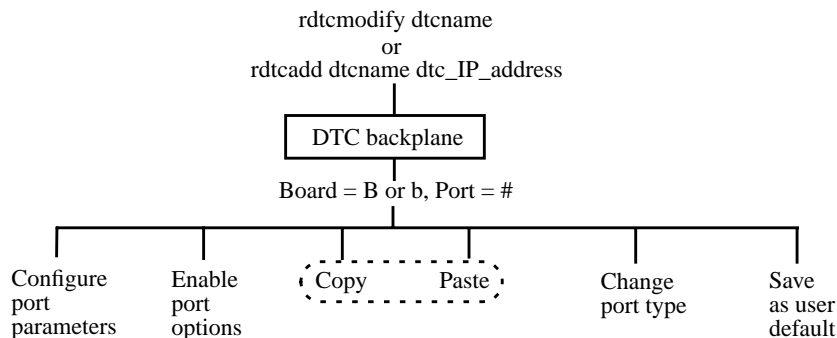 rdtcmodify dtcname
or
rdtcadd dtcname dtc_IP_address
DTC backplane
Board = B or b, Port = #
Configure
port
parameters
Enable
port
options
Copy
Paste
Change
port type
Save
as user
default